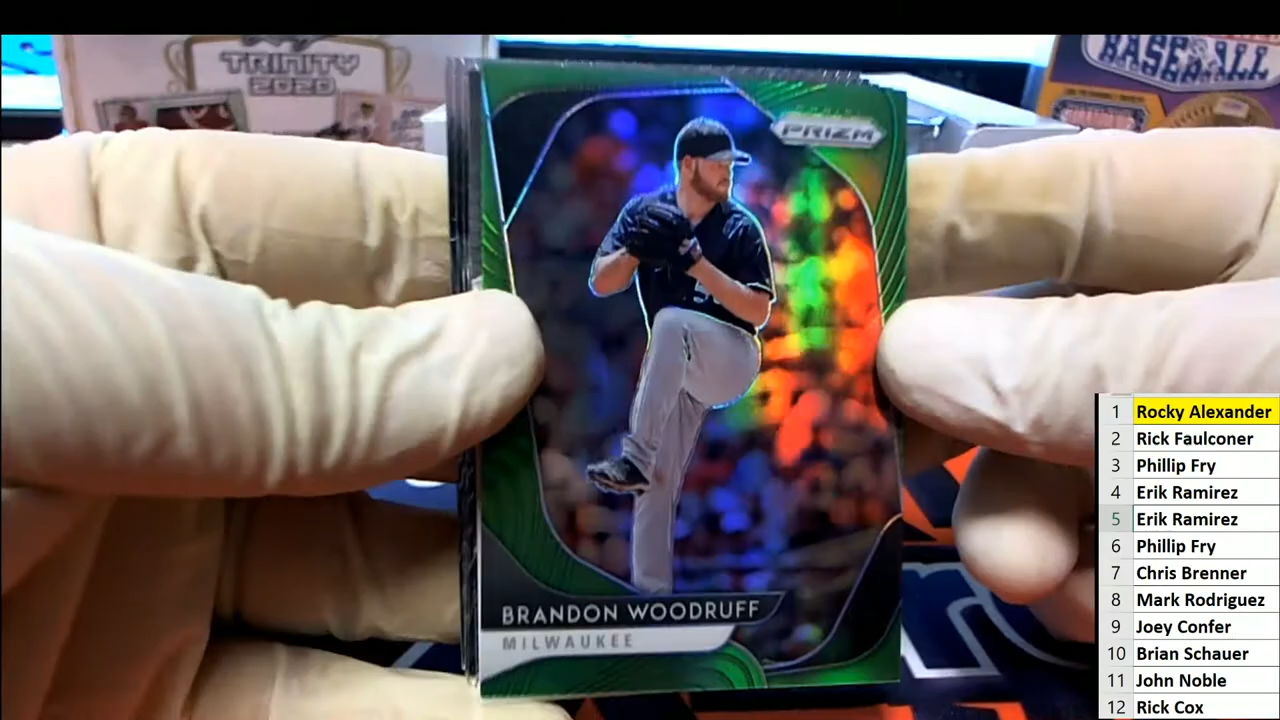 TRINITY
2020
BASEBALL
PRIZM
BRANDON WOODRUFF
MILWAUKEE
1 Rocky Alexander
2 Rick Faulconer
3 Phillip Fry
4 Erik Ramirez
5 Erik Ramirez
6 Phillip Fry
7 Chris Brenner
8 Mark Rodriguez
9 Joey Confer
10 Brian Schauer
11 John Noble
12 Rick Cox